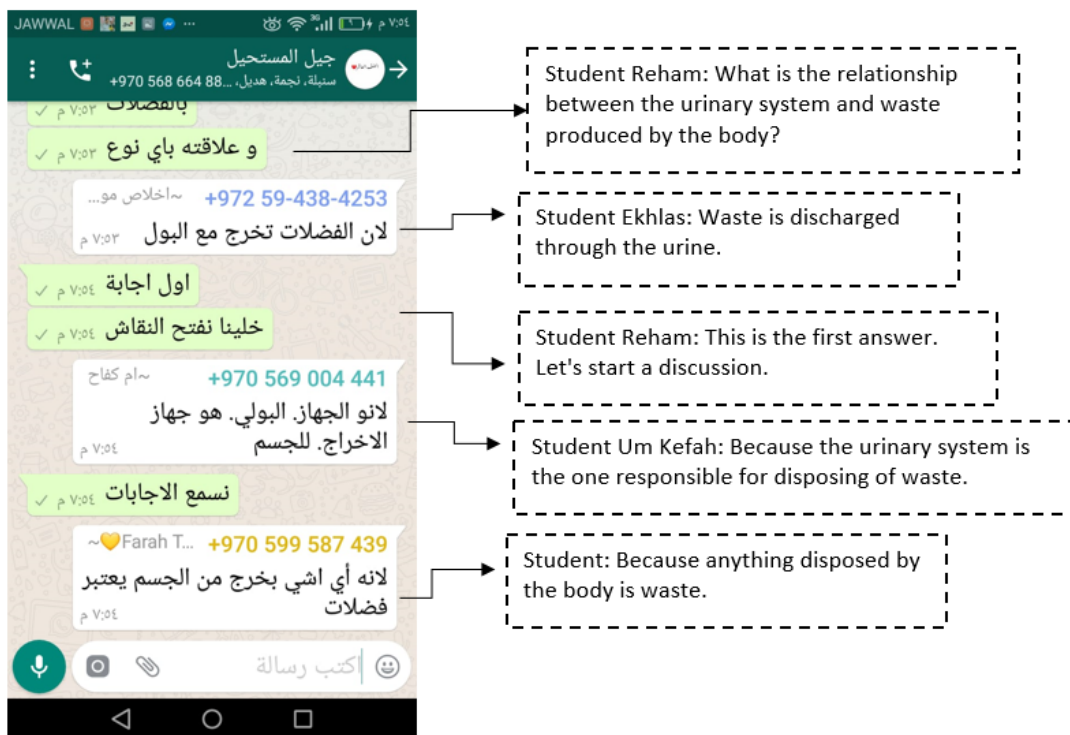 JAWWAL
٧:٥٤ م
جيل المستحيل
سنبلة، نجمة، هديل، ...‎+970 568 664 88
بالفضلات ٧:٥٣ م
و علاقته باي نوع ٧:٥٣ م
+972 59-438-4253 ~اخلاص مو...
لان الفضلات تخرج مع البول ٧:٥٣ م
اول اجابة ٧:٥٤ م
خلينا نفتح النقاش ٧:٥٤ م
+970 569 004 441 ~ام كفاح
لانو الجهاز. البولي. هو جهاز
الاخراج. للجسم ٧:٥٤ م
نسمع الاجابات ٧:٥٤ م
+970 599 587 439 ~💛Farah T...
لانه أي اشي بخرج من الجسم يعتبر
فضلات ٧:٥٤ م
اكتب رسالة
Student Reham: What is the relationship
between the urinary system and waste
produced by the body?
Student Ekhlas: Waste is discharged
through the urine.
Student Reham: This is the first answer.
Let's start a discussion.
Student Um Kefah: Because the urinary system is
the one responsible for disposing of waste.
Student: Because anything disposed by
the body is waste.